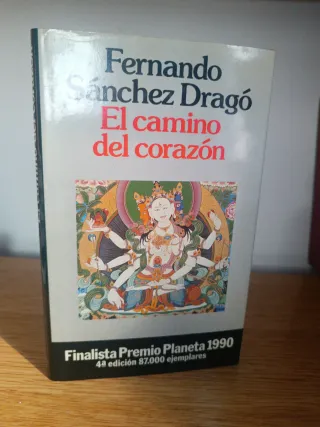 Fernando
Sánchez Dragó
El camino
del corazón
Finalista Premio Planeta 1990
4ª edición 87.000 ejemplares